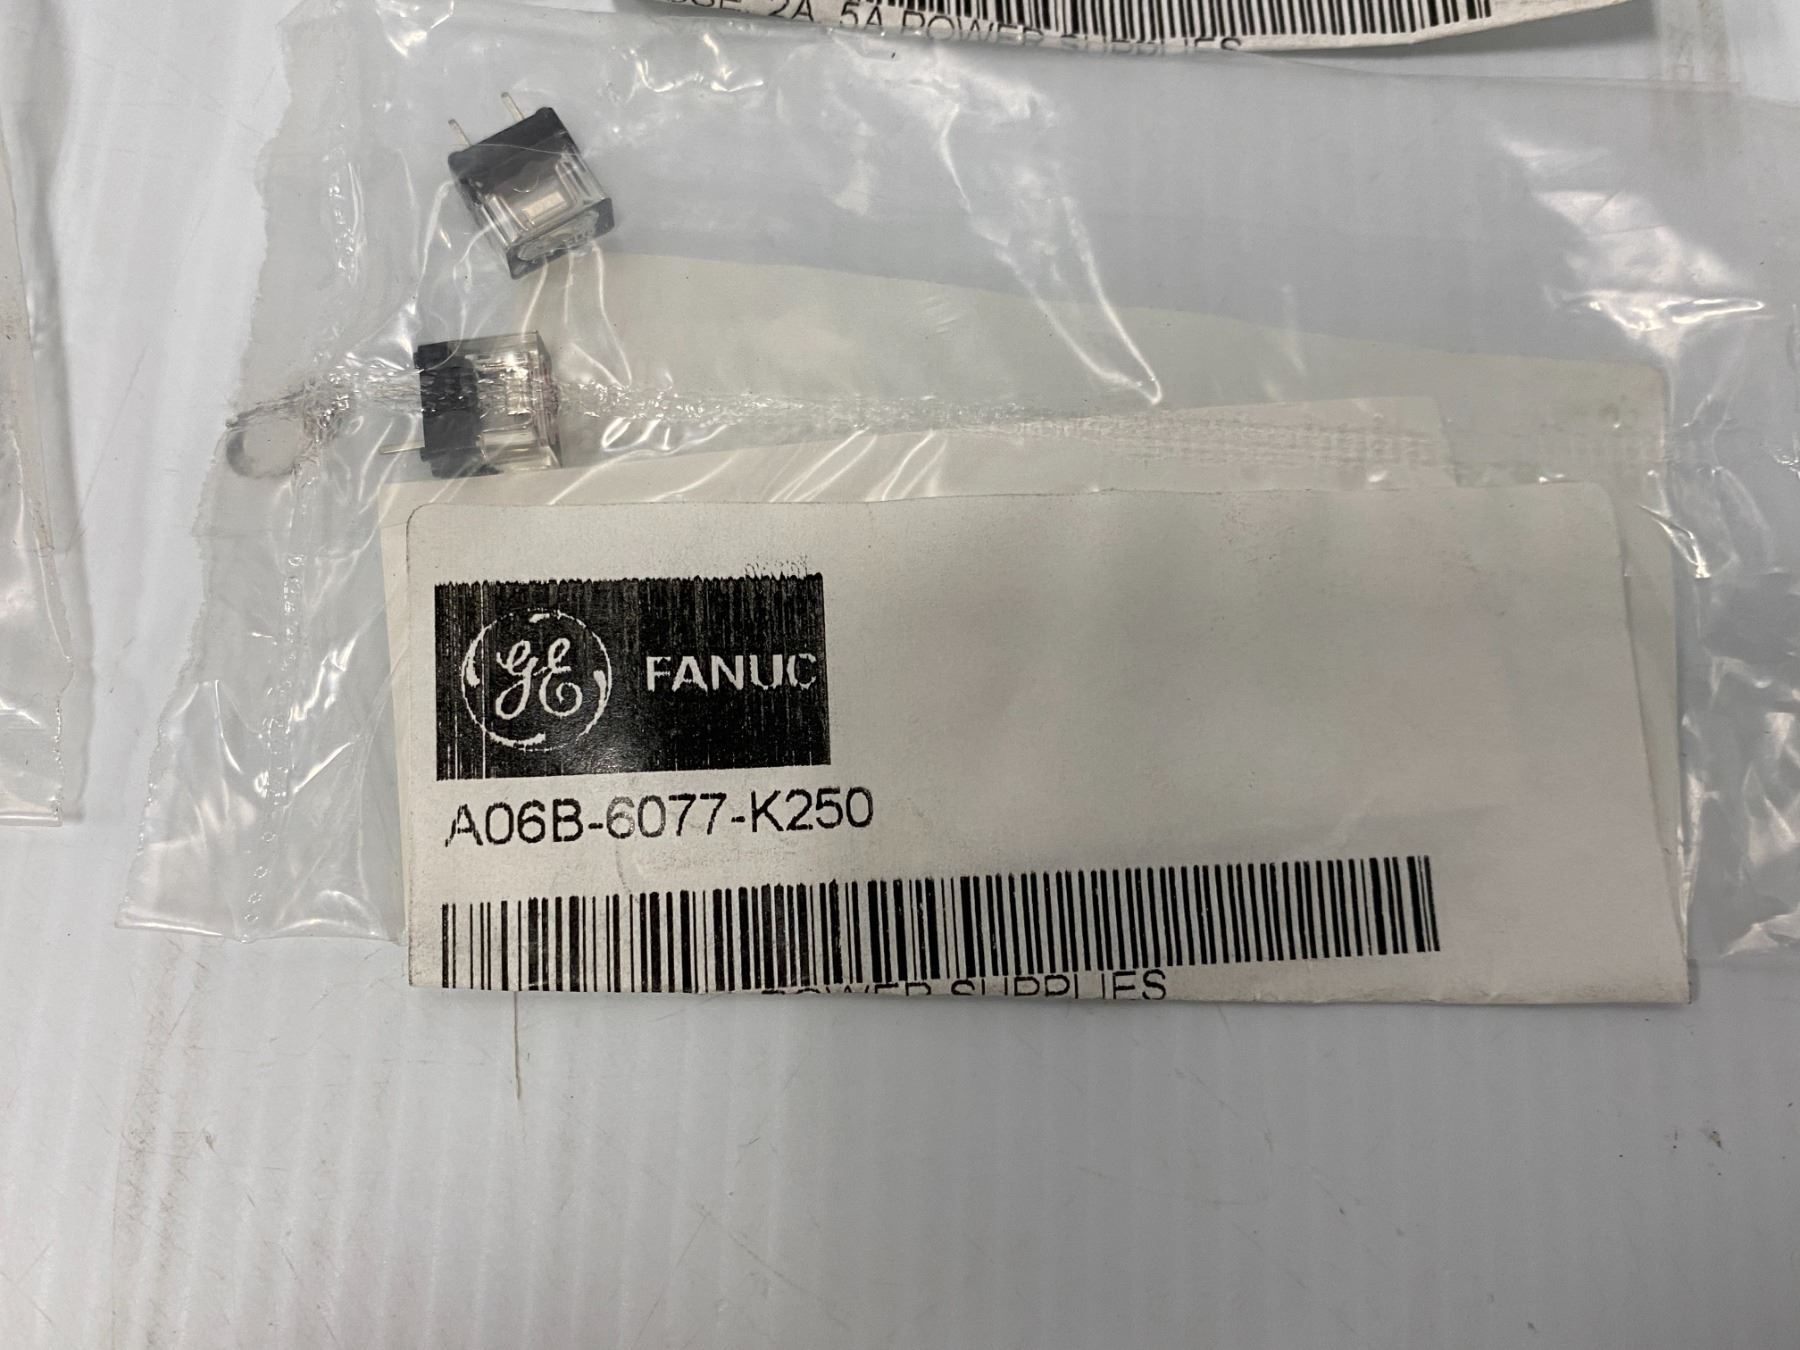 2A, 5A POWER SUPPLIES
GE FANUC
A06B-6077-K250
POWER SUPPLIES